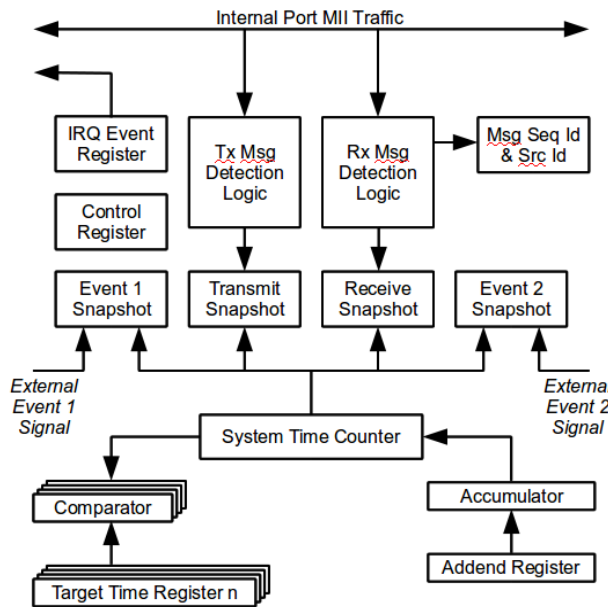 Internal Port MII Traffic
IRQ Event
Register
Tx Msg
Detection
Logic
Rx Msg
Detection
Logic
Msg Seq Id
& Src Id
Control
Register
Event 1
Snapshot
Transmit
Snapshot
Receive
Snapshot
Event 2
Snapshot
External
Event 1
Signal
External
Event 2
Signal
System Time Counter
Comparator
Accumulator
Target Time Register n
Addend Register